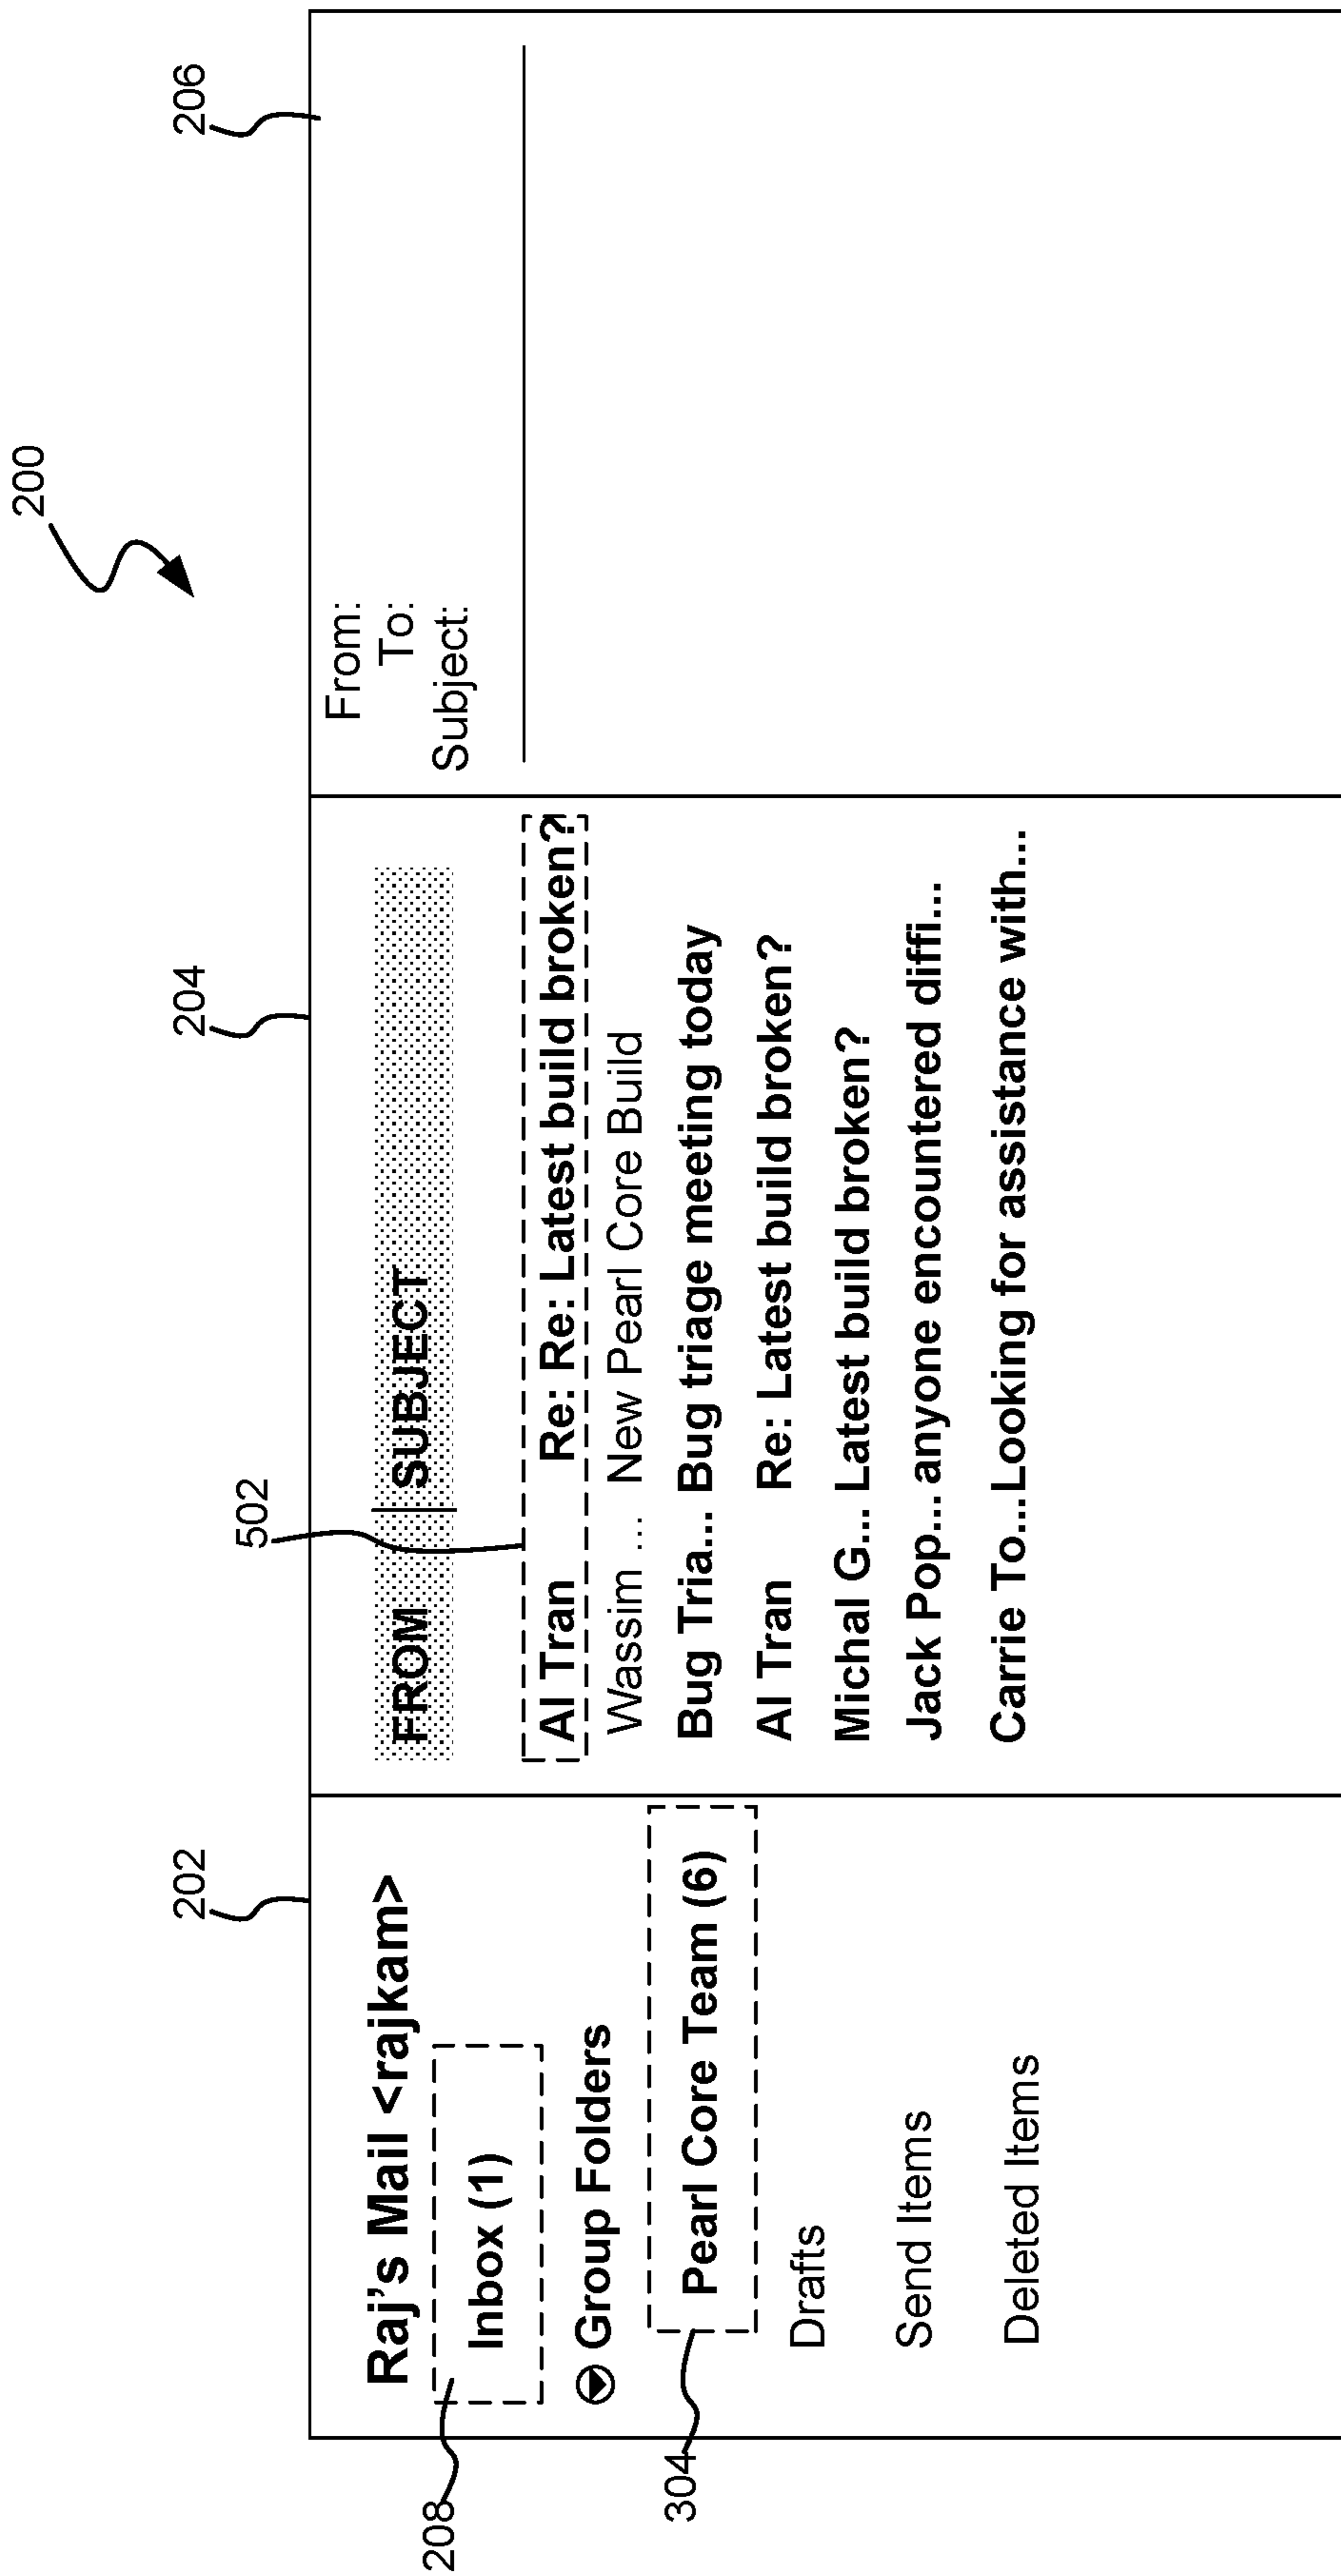 200
202
204
206
Raj's Mail <rajkam>
208
Inbox (1)
Group Folders
304
Pearl Core Team (6)
Drafts
Send Items
Deleted Items
FROM SUBJECT
502
Al Tran Re: Re: Latest build broken?
Wassim ... New Pearl Core Build
Bug Tria... Bug triage meeting today
Al Tran Re: Latest build broken?
Michal G... Latest build broken?
Jack Pop... anyone encountered diffi...
Carrie To...Looking for assistance with...
From:
To:
Subject: